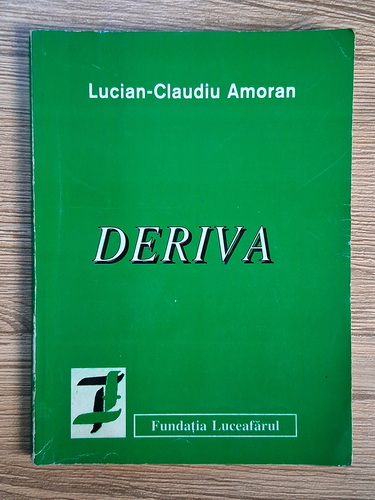 Lucian-Claudiu Amoran
DERIVA
Fundația Luceafărul